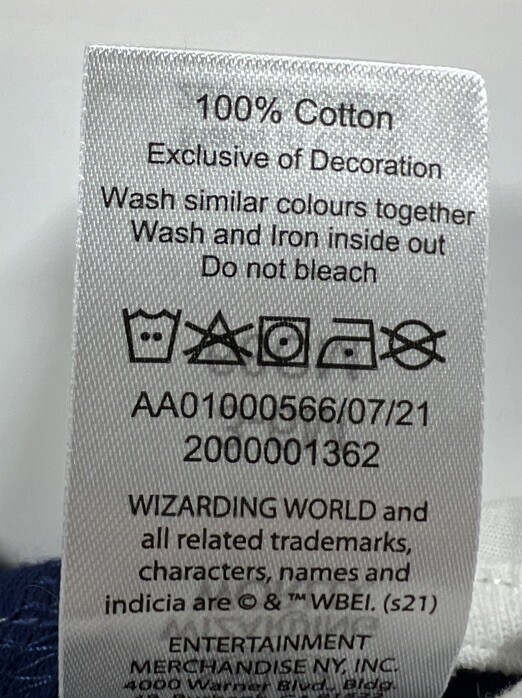 100% Cotton
Exclusive of Decoration
Wash similar colours together
Wash and Iron inside out
Do not bleach
AA01000566/07/21
2000001362
WIZARDING WORLD and
all related trademarks,
characters, names and
indicia are © & ™ WBEI. (s21)
ENTERTAINMENT
MERCHANDISE NY, INC.
4000 Warner Blvd., Bldg.